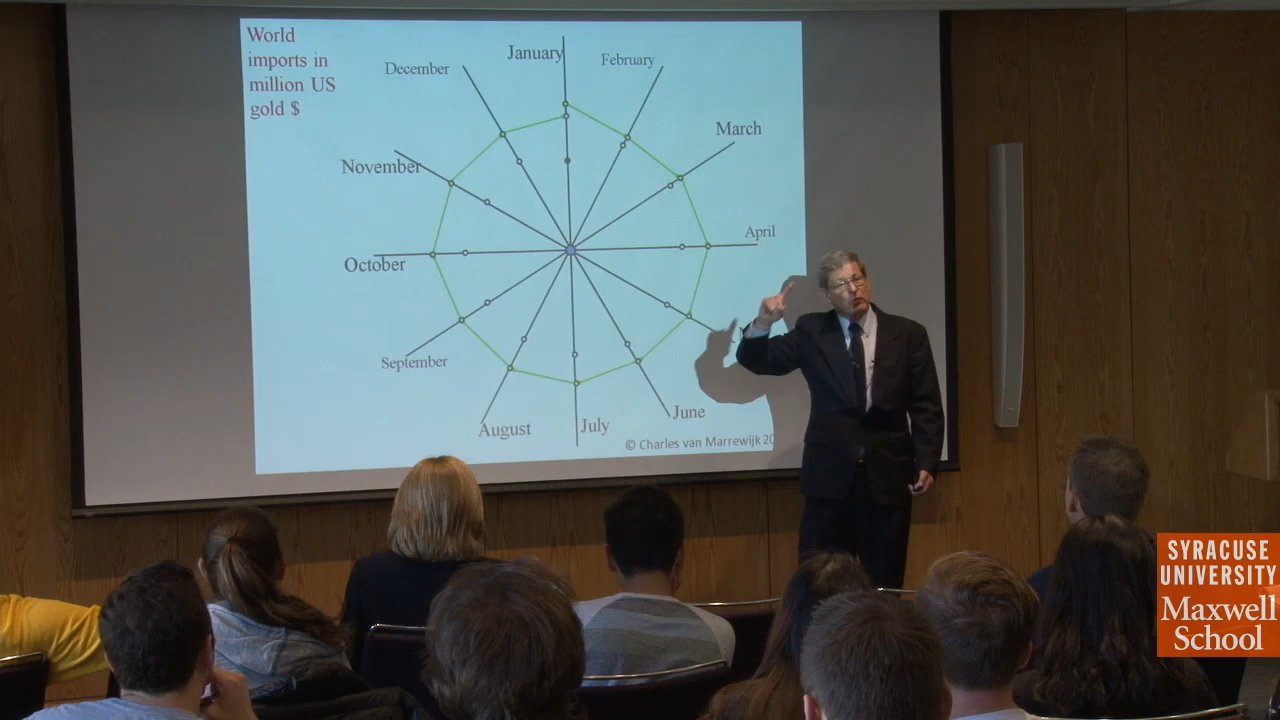 World
imports in
million US
gold $
January
February
December
March
November
April
October
September
June
August
July
© Charles van Marrewijk 20
SYRACUSE
UNIVERSITY
Maxwell
School